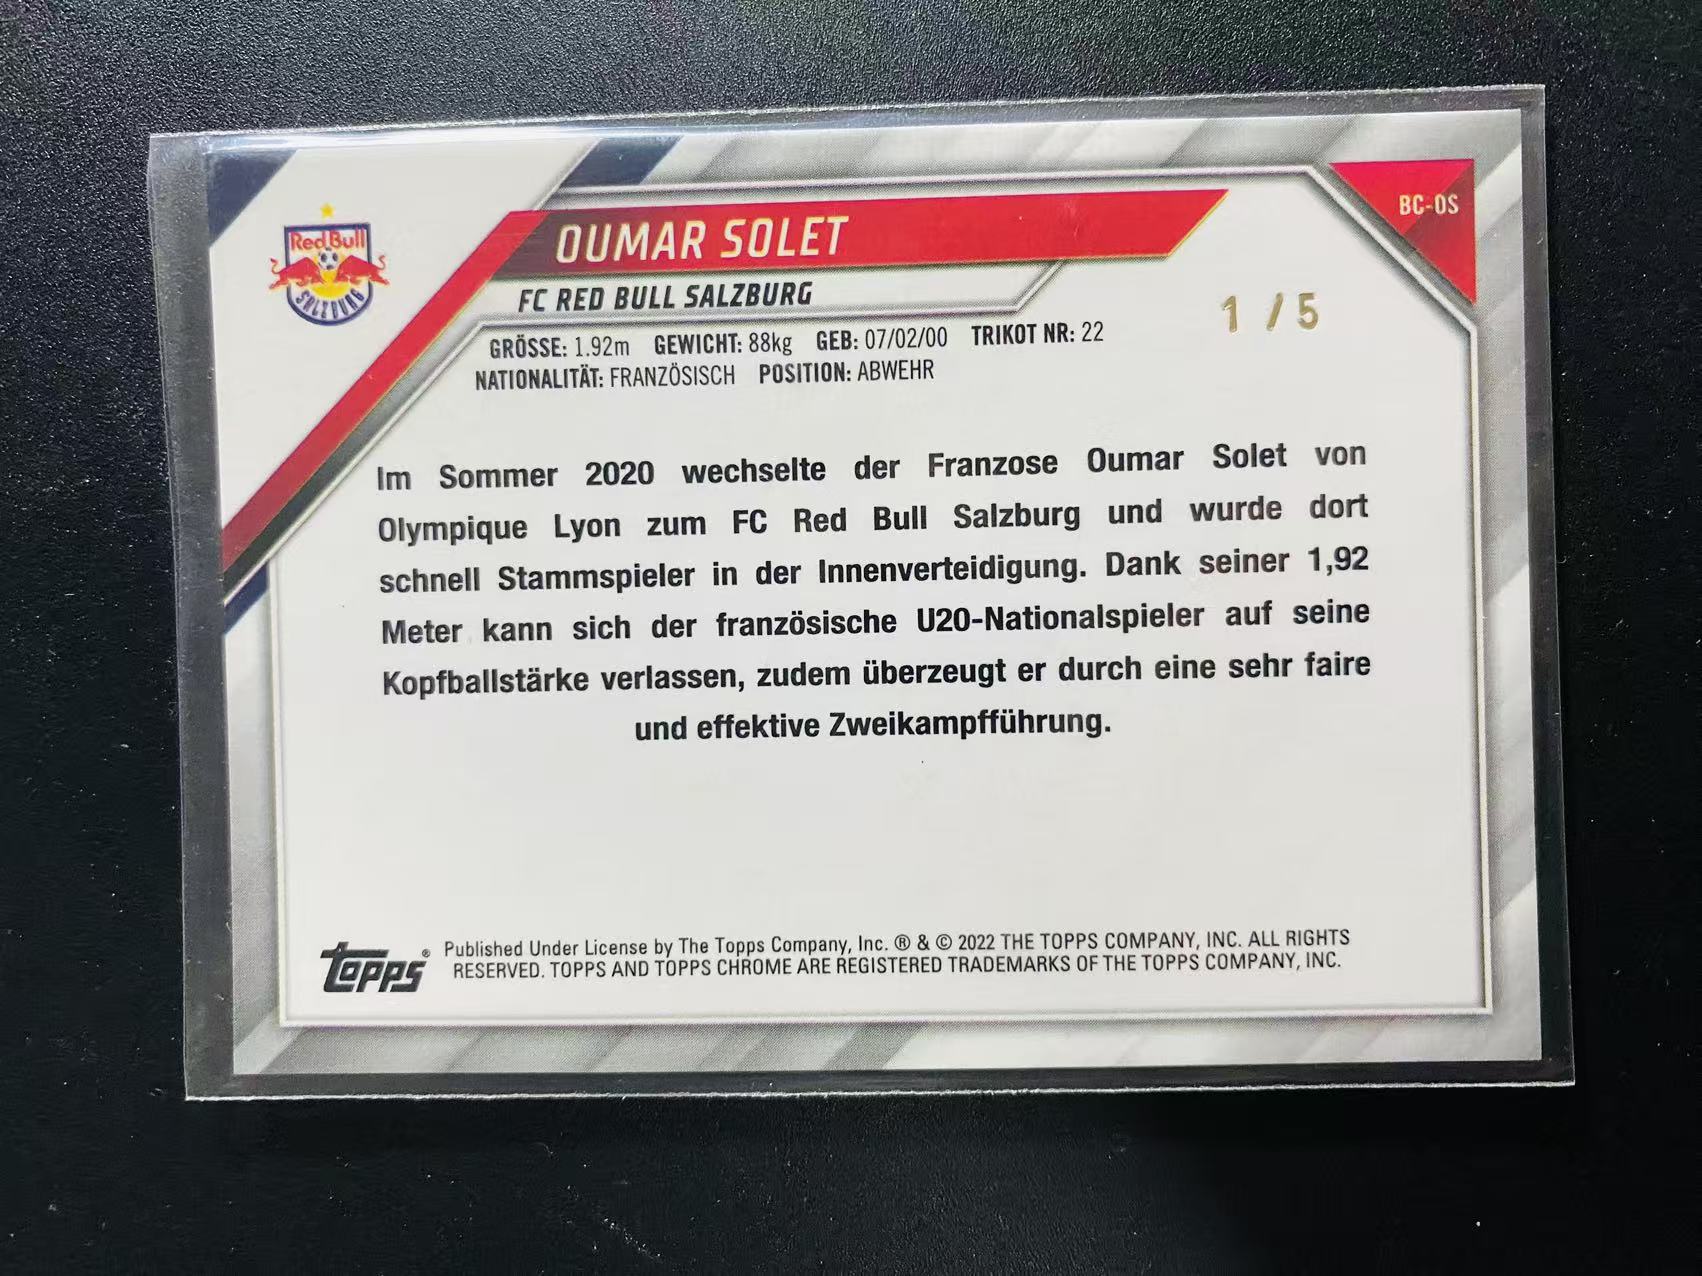 Red Bull
SALZBURG
OUMAR SOLET
BC-OS
FC RED BULL SALZBURG
1 / 5
GRÖSSE: 1.92m GEWICHT: 88kg GEB: 07/02/00 TRIKOT NR: 22
NATIONALITÄT: FRANZÖSISCH POSITION: ABWEHR
Im Sommer 2020 wechselte der Franzose Oumar Solet von
Olympique Lyon zum FC Red Bull Salzburg und wurde dort
schnell Stammspieler in der Innenverteidigung. Dank seiner 1,92
Meter kann sich der französische U20-Nationalspieler auf seine
Kopfballstärke verlassen, zudem überzeugt er durch eine sehr faire
und effektive Zweikampfführung.
Topps®
Published Under License by The Topps Company, Inc. ® & © 2022 THE TOPPS COMPANY, INC. ALL RIGHTS
RESERVED. TOPPS AND TOPPS CHROME ARE REGISTERED TRADEMARKS OF THE TOPPS COMPANY, INC.